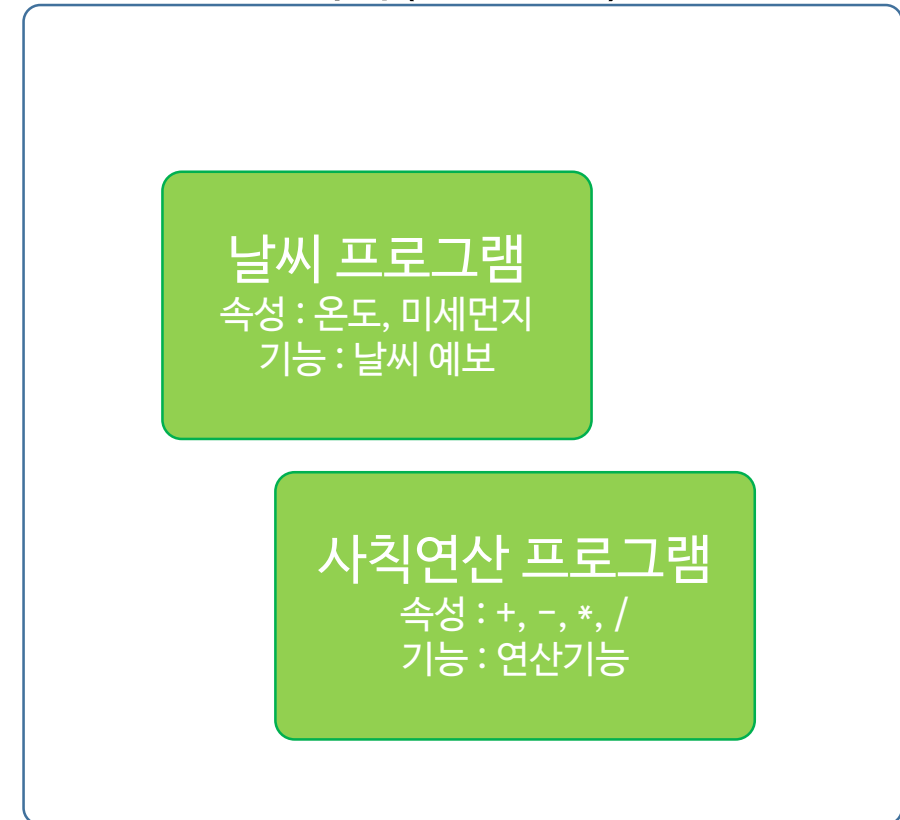 날씨 프로그램
속성 : 온도, 미세먼지
기능 : 날씨 예보
사칙연산 프로그램
속성 : +, -, *, /
기능 : 연산기능